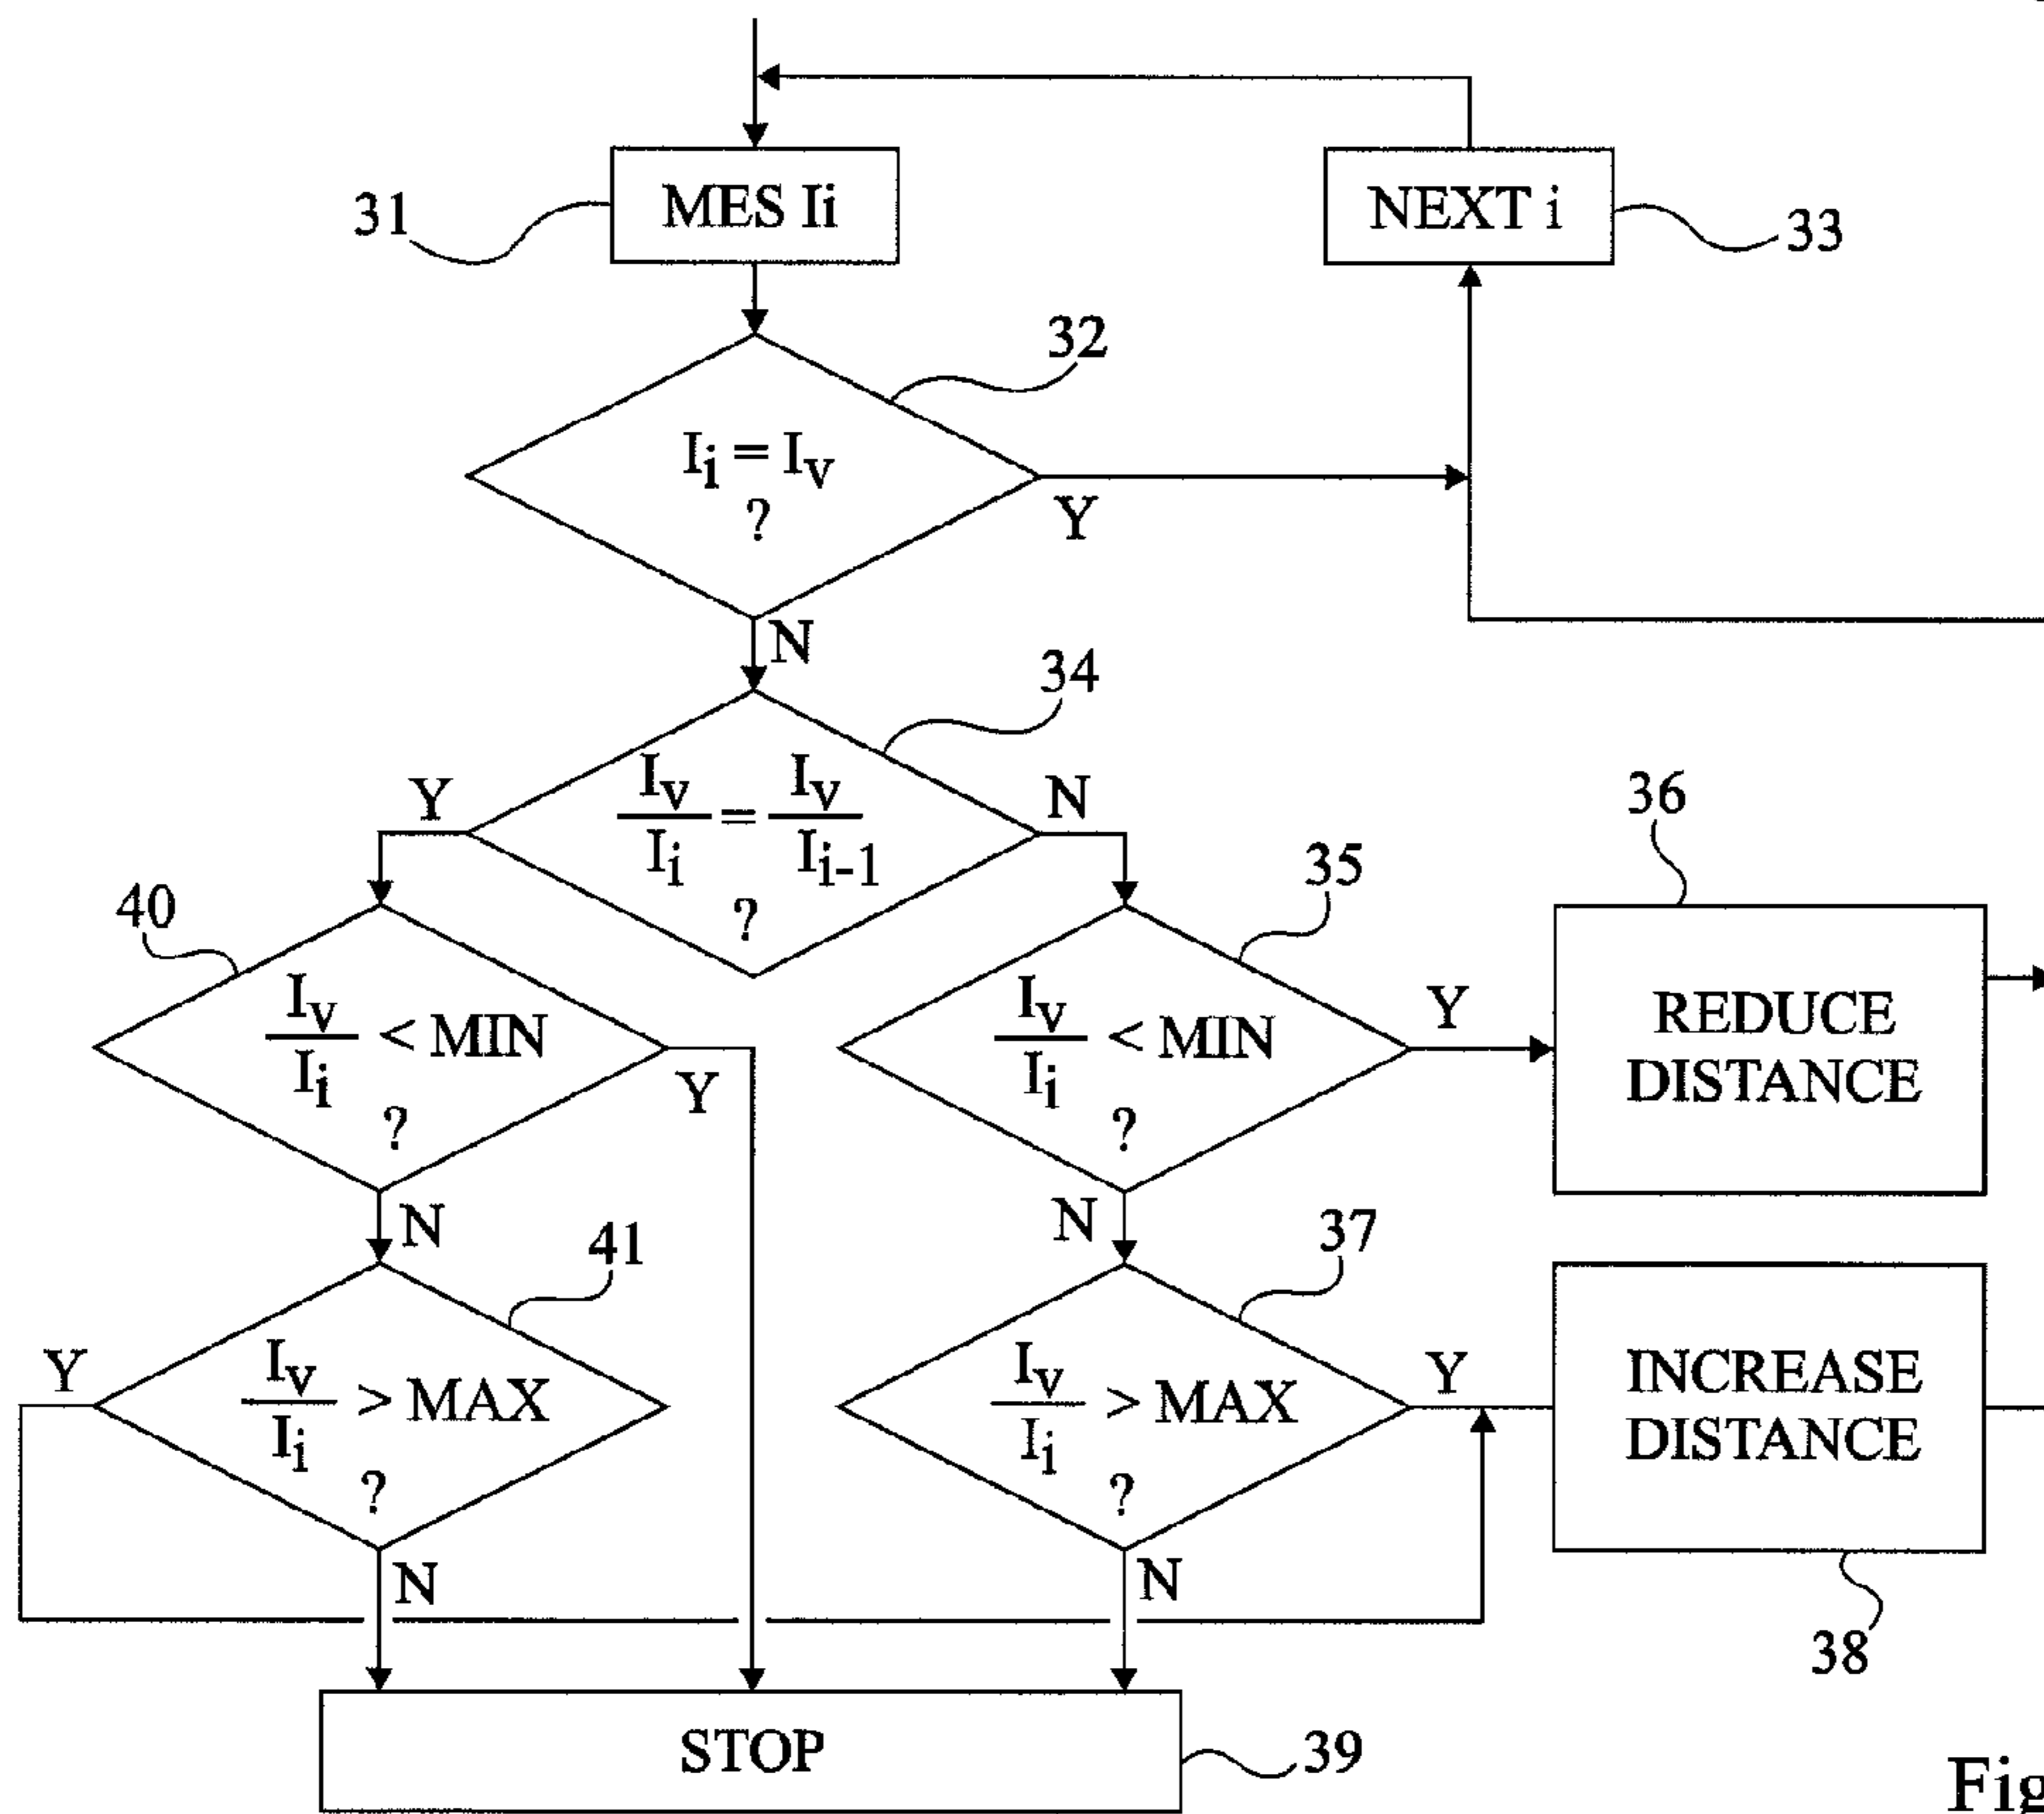 MES Ii
NEXT i
31
33
32
Ii = Iv
?
Y
N
34
Iv/Ii = Iv/Ii-1
?
Y
N
36
35
40
Iv/Ii < MIN
?
Y
N
Iv/Ii < MIN
?
Y
N
REDUCE
DISTANCE
41
37
Iv/Ii > MAX
?
Y
N
Iv/Ii > MAX
?
Y
N
INCREASE
DISTANCE
38
STOP
39
Fig